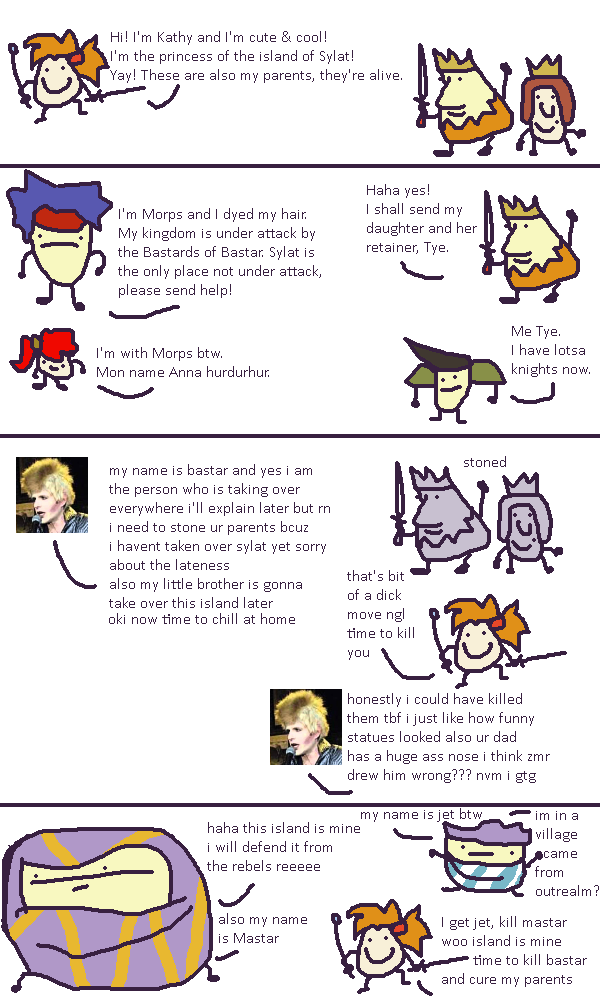 Hi! I'm Kathy and I'm cute & cool!
I'm the princess of the island of Sylat!
Yay! These are also my parents, they're alive.
I'm Morps and I dyed my hair.
My kingdom is under attack by
the Bastards of Bastar. Sylat is
the only place not under attack,
please send help!
Haha yes!
I shall send my
daughter and her
retainer, Tye.
I'm with Morps btw.
Mon name Anna hurdurhur.
Me Tye.
I have lotsa
knights now.
my name is bastar and yes i am
the person who is taking over
everywhere i'll explain later but rn
i need to stone ur parents bcuz
i havent taken over sylat yet sorry
about the lateness
also my little brother is gonna
take over this island later
oki now time to chill at home
stoned
that's bit
of a dick
move ngl
time to kill
you
honestly i could have killed
them tbf i just like how funny
statues looked also ur dad
has a huge ass nose i think zmr
drew him wrong??? nvm i gtg
haha this island is mine
i will defend it from
the rebels reeeee
also my name
is Mastar
my name is jet btw
im in a
village
i came
from
outrealm?
I get jet, kill mastar
woo island is mine
time to kill bastar
and cure my parents